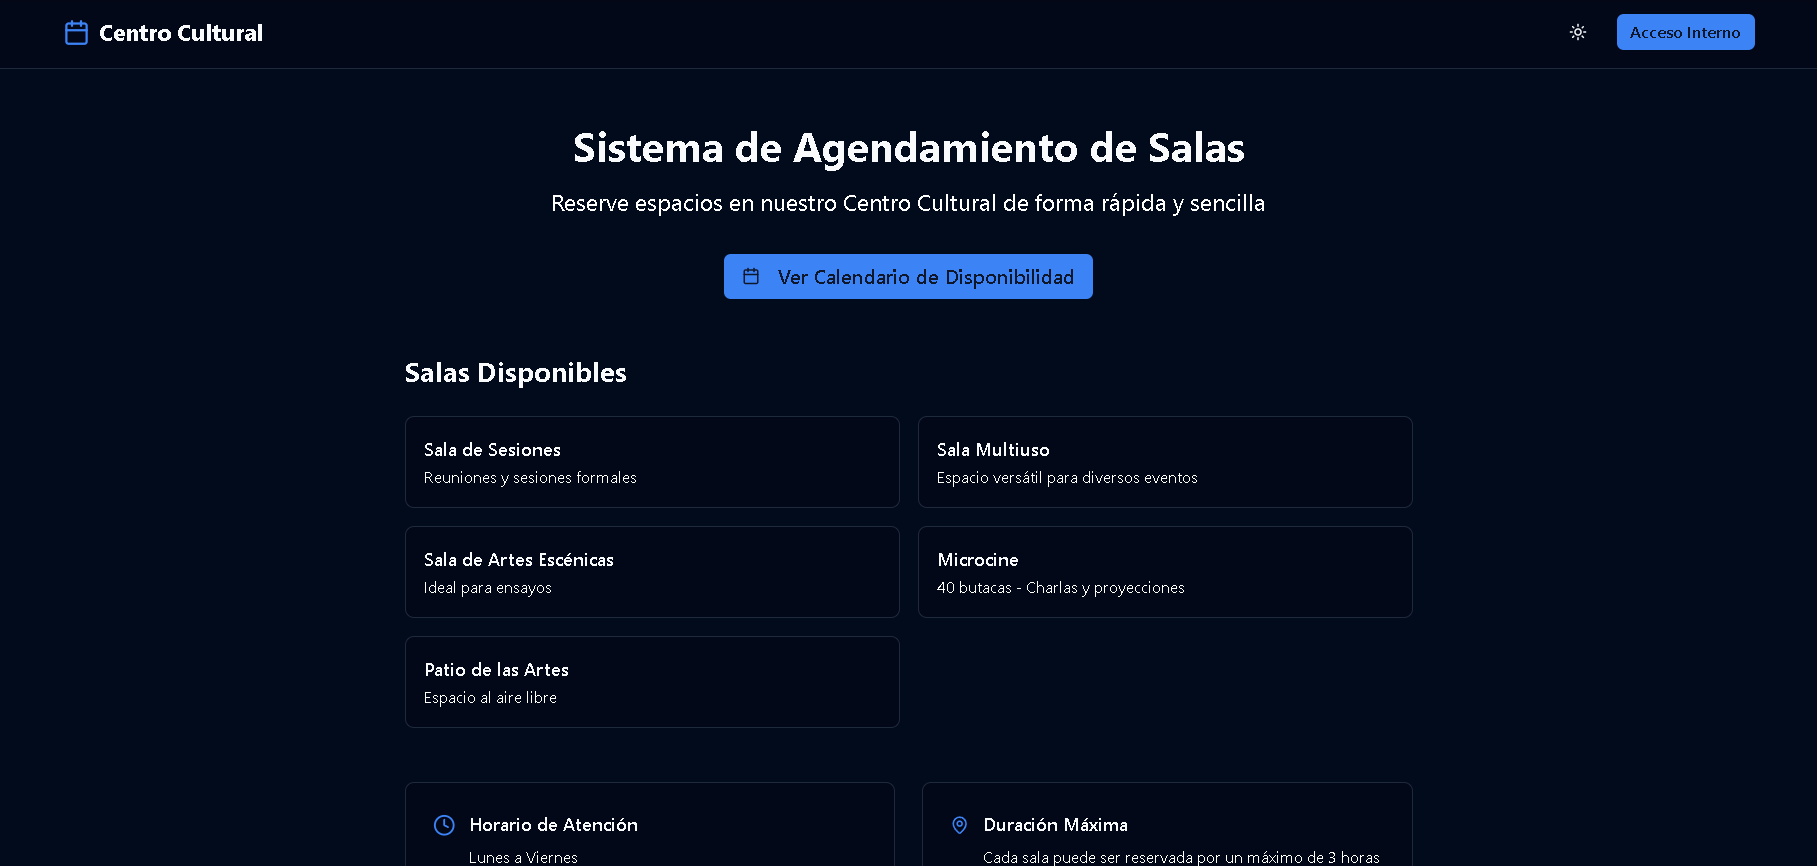 Centro Cultural
Acceso Interno
Sistema de Agendamiento de Salas
Reserve espacios en nuestro Centro Cultural de forma rápida y sencilla
Ver Calendario de Disponibilidad
Salas Disponibles
Sala de Sesiones
Reuniones y sesiones formales
Sala Multiuso
Espacio versátil para diversos eventos
Sala de Artes Escénicas
Ideal para ensayos
Microcine
40 butacas - Charlas y proyecciones
Patio de las Artes
Espacio al aire libre
Horario de Atención
Lunes a Viernes
Duración Máxima
Cada sala puede ser reservada por un máximo de 3 horas